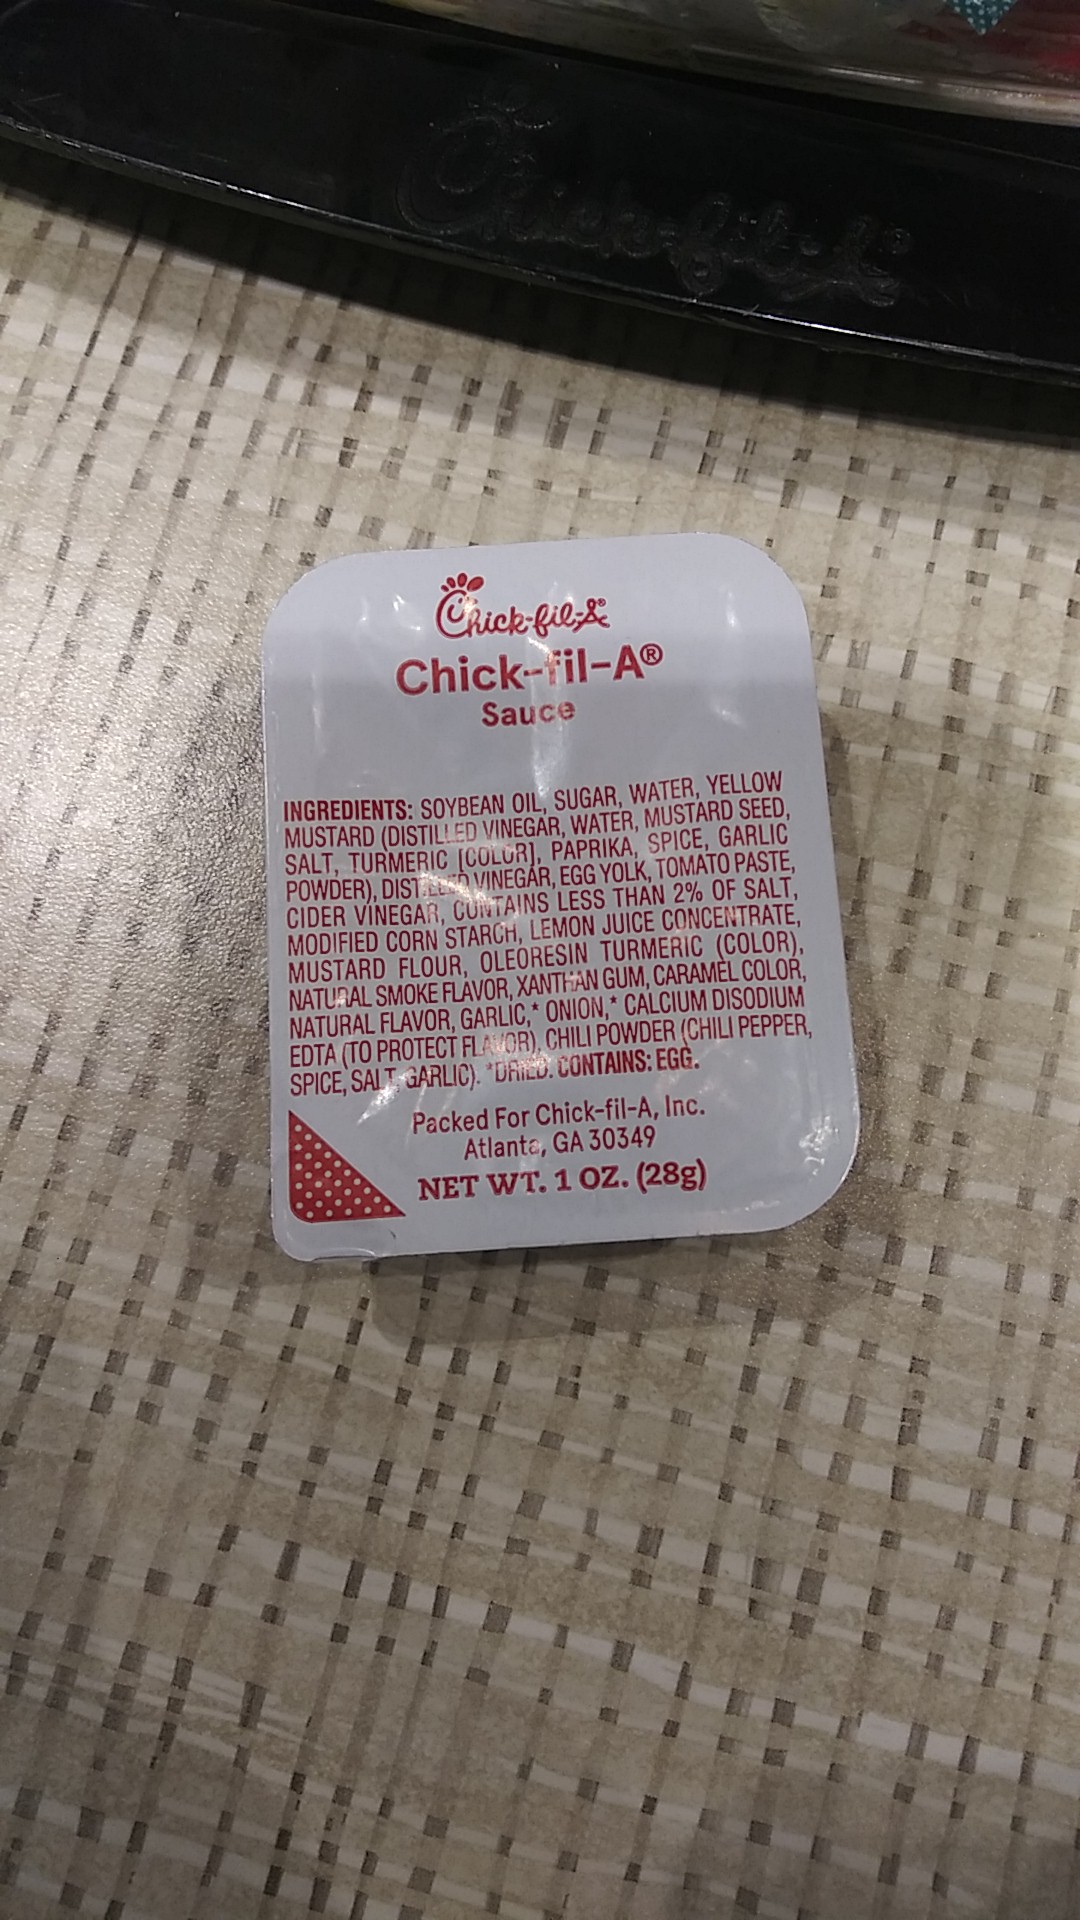 Chick-fil-A
Chick-fil-A®
Chick-fil-A®
Sauce
INGREDIENTS: SOYBEAN OIL, SUGAR, WATER, YELLOW
MUSTARD (DISTILLED VINEGAR, WATER, MUSTARD SEED,
SALT, TURMERIC [COLOR], PAPRIKA, SPICE, GARLIC
POWDER), DISTILLED VINEGAR, EGG YOLK, TOMATO PASTE,
CIDER VINEGAR, CONTAINS LESS THAN 2% OF SALT,
MODIFIED CORN STARCH, LEMON JUICE CONCENTRATE,
MUSTARD FLOUR, OLEORESIN TURMERIC (COLOR),
NATURAL SMOKE FLAVOR, XANTHAN GUM, CARAMEL COLOR,
NATURAL FLAVOR, GARLIC,* ONION,* CALCIUM DISODIUM
EDTA (TO PROTECT FLAVOR), CHILI POWDER (CHILI PEPPER,
SPICE, SALT, GARLIC). *DRIED. CONTAINS: EGG.
Packed For Chick-fil-A, Inc.
Atlanta, GA 30349
NET WT. 1 OZ. (28g)